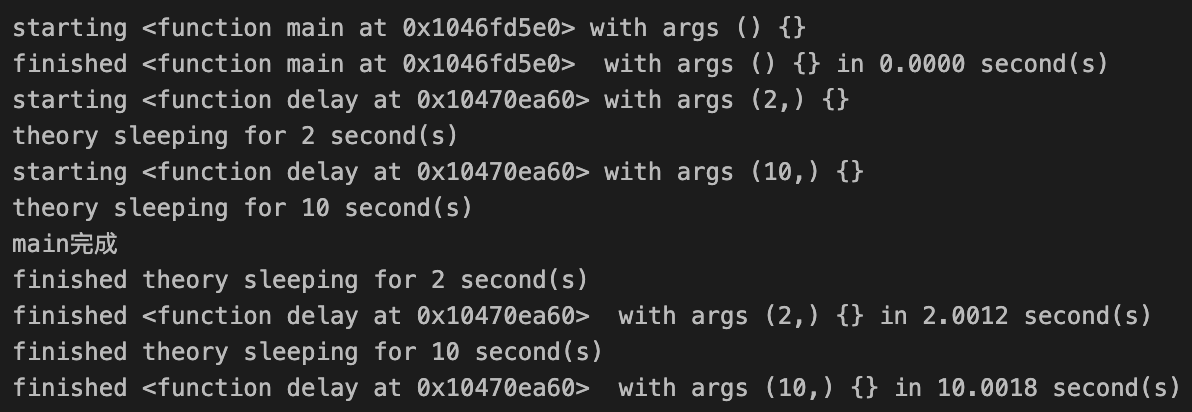 starting <function main at 0x1046fd5e0> with args () {}
finished <function main at 0x1046fd5e0>  with args () {} in 0.0000 second(s)
starting <function delay at 0x10470ea60> with args (2,) {}
theory sleeping for 2 second(s)
starting <function delay at 0x10470ea60> with args (10,) {}
theory sleeping for 10 second(s)
main完成
finished theory sleeping for 2 second(s)
finished <function delay at 0x10470ea60>  with args (2,) {} in 2.0012 second(s)
finished theory sleeping for 10 second(s)
finished <function delay at 0x10470ea60>  with args (10,) {} in 10.0018 second(s)